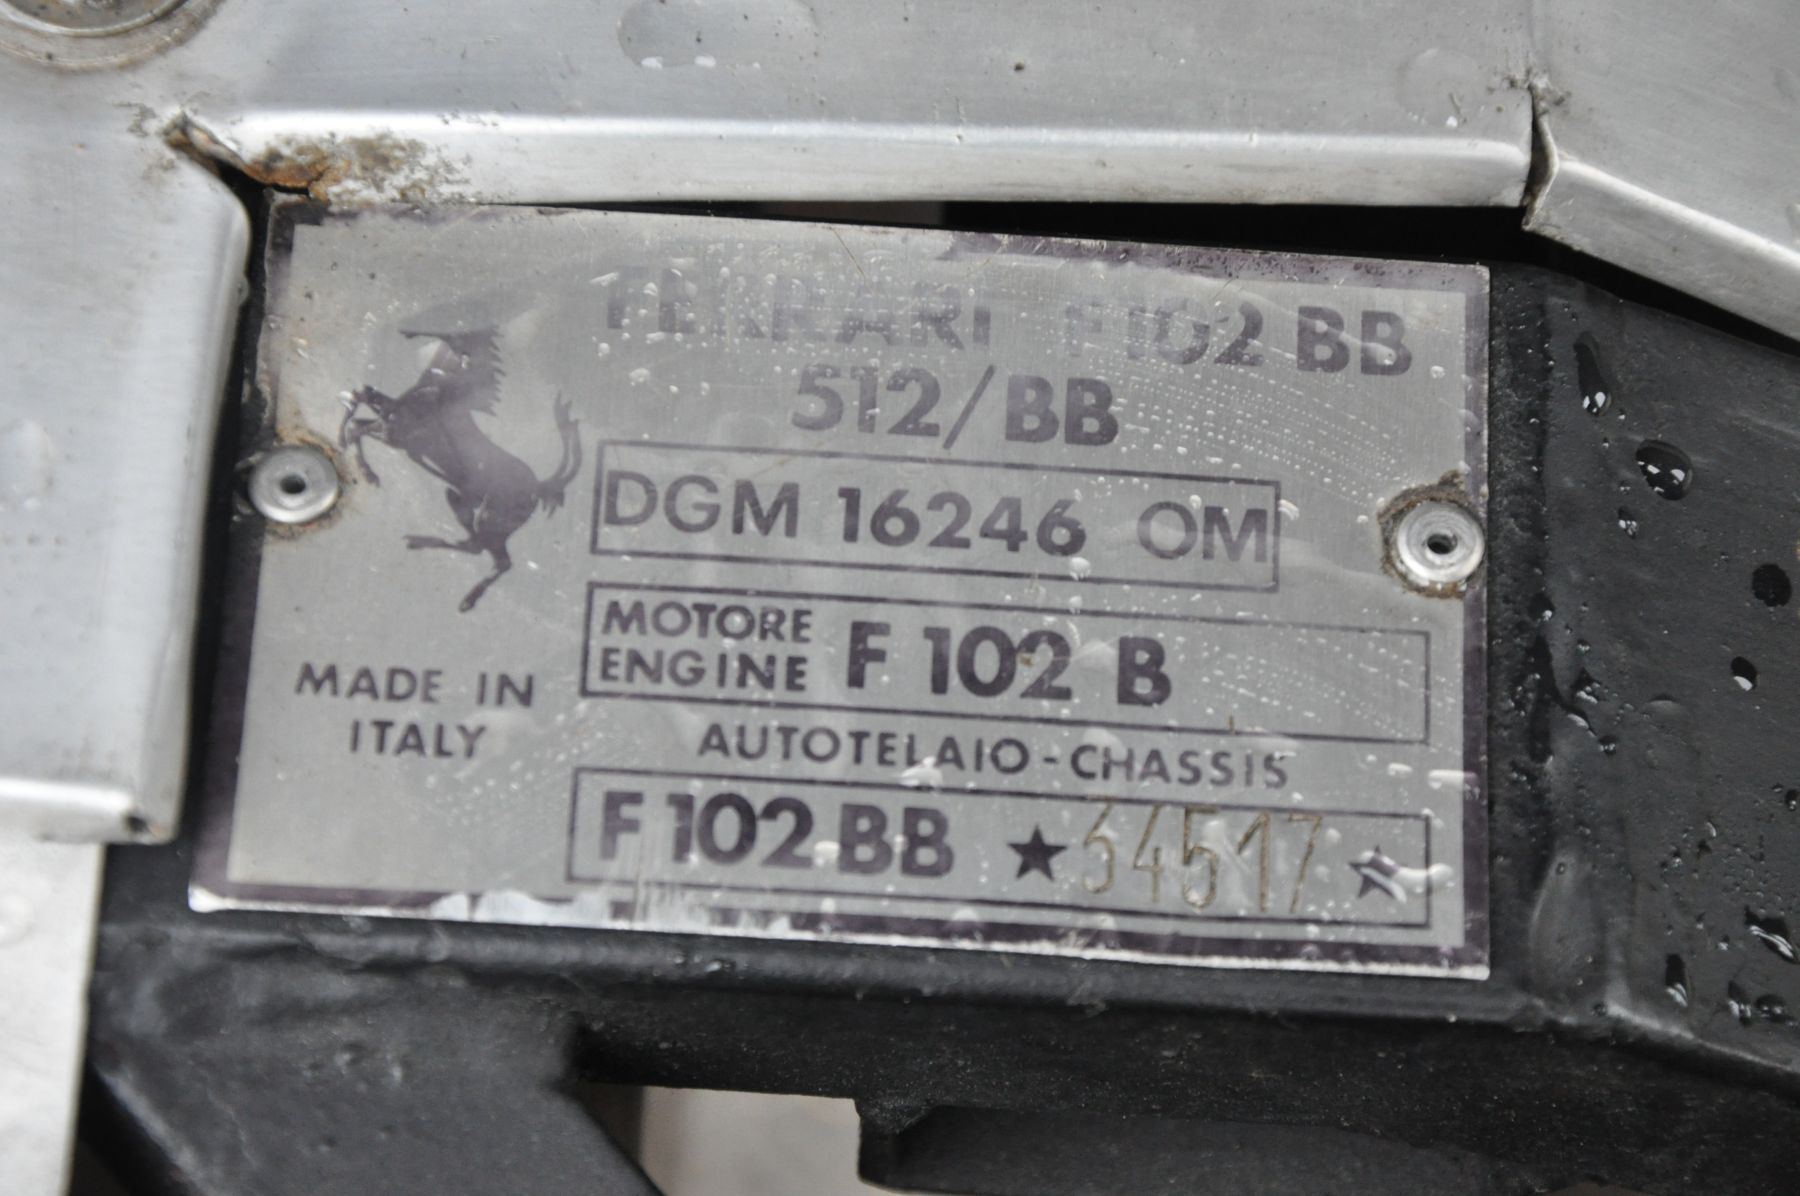 FERRARI F102 BB
512/BB
DGM 16246 OM
MOTORE
ENGINE F 102 B
MADE IN
ITALY
AUTOTELAIO - CHASSIS
F 102 BB ★ 34517 ★